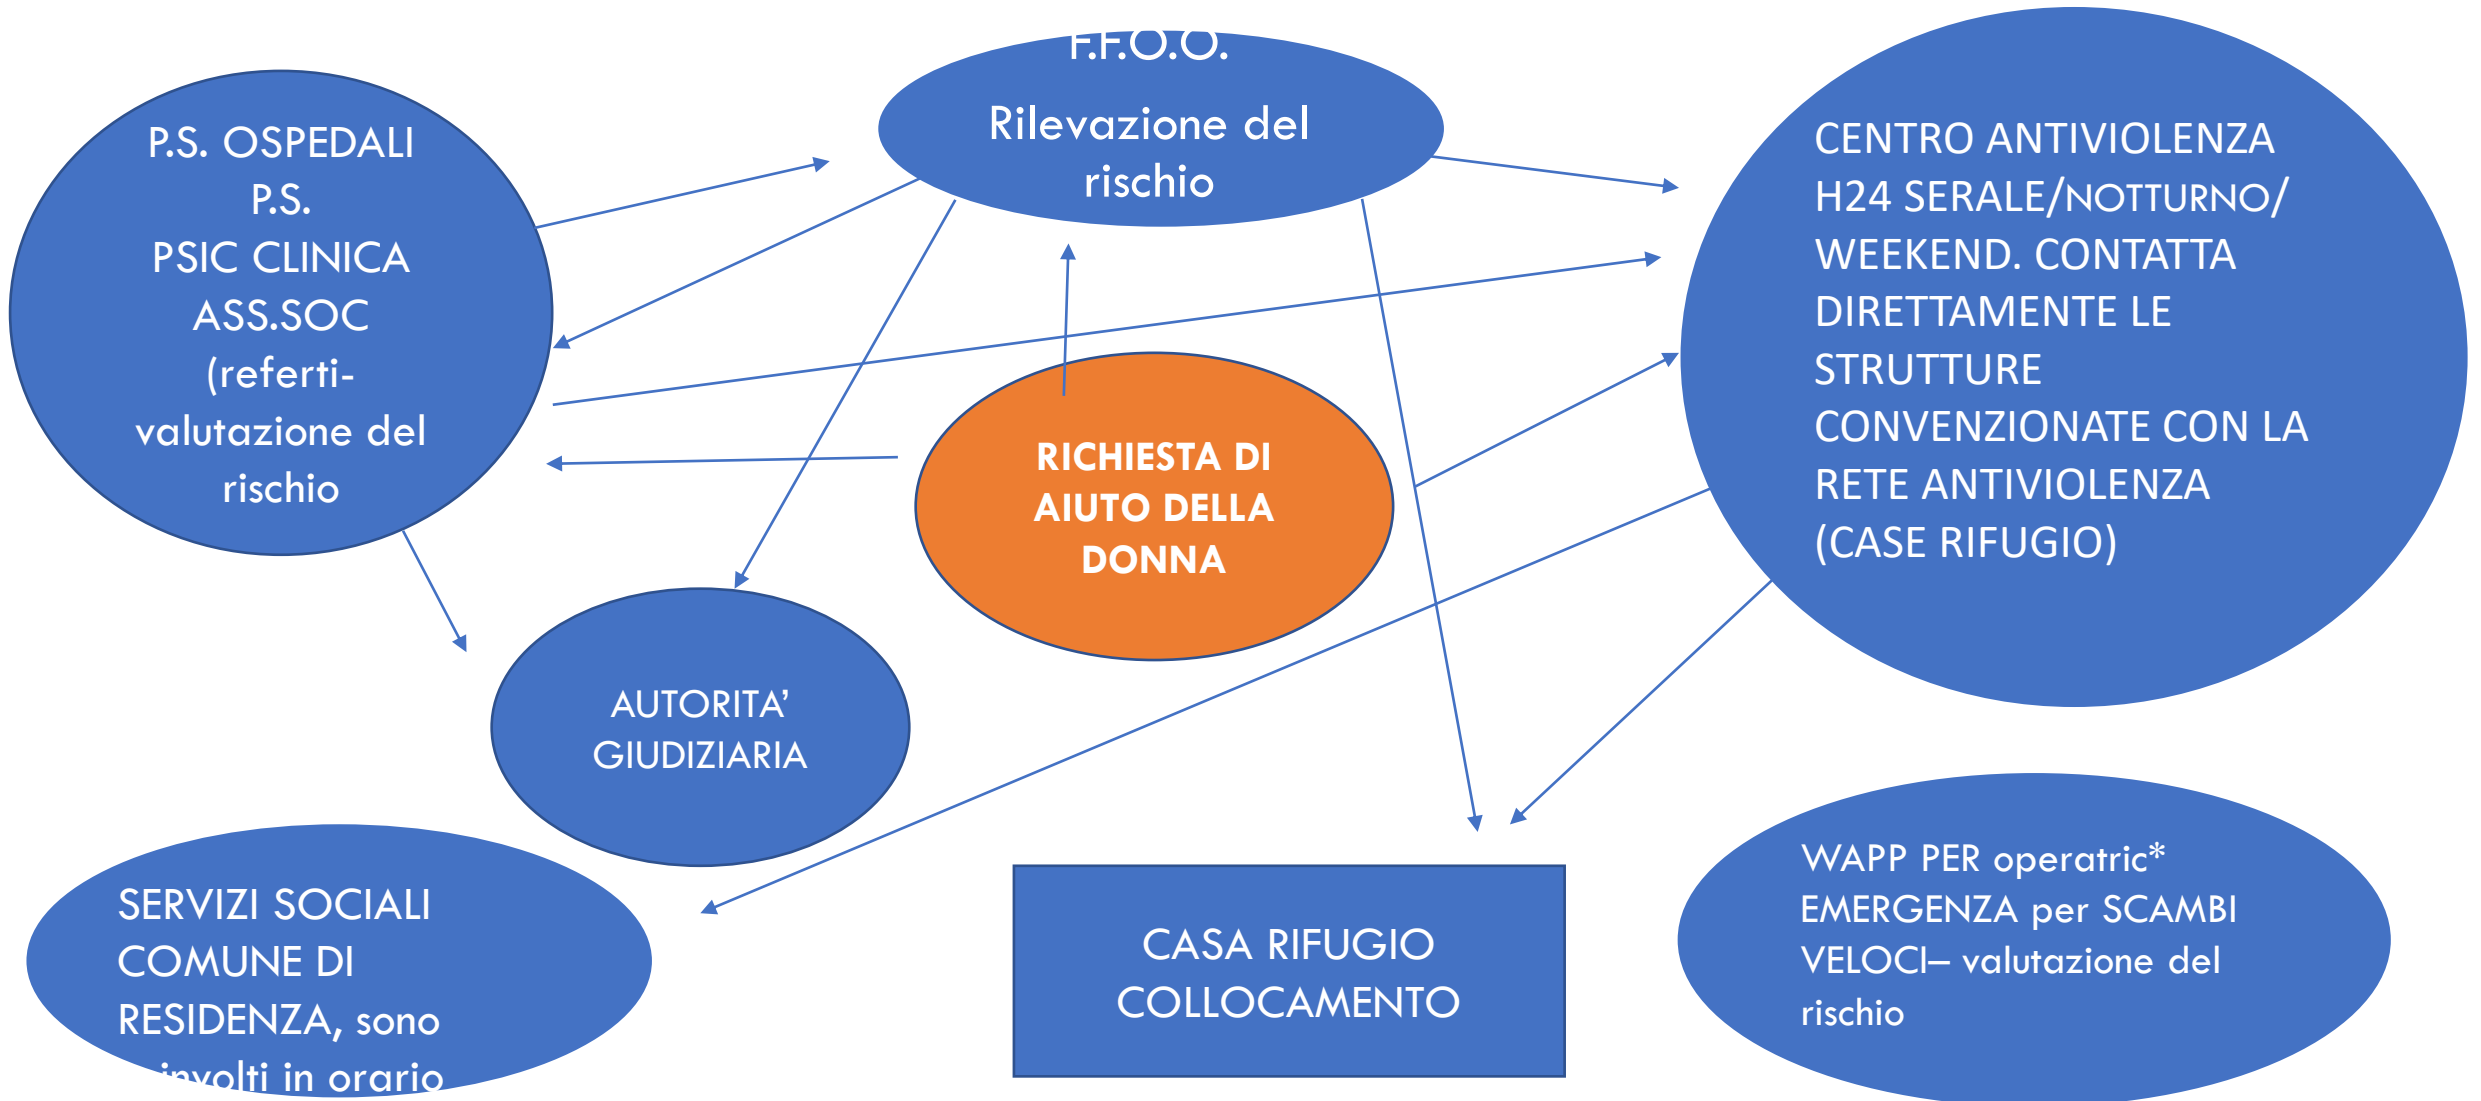 F.F.O.O.
Rilevazione del
rischio
P.S. OSPEDALI
P.S.
PSIC CLINICA
ASS.SOC
(referti-
valutazione del
rischio
CENTRO ANTIVIOLENZA
H24 SERALE/NOTTURNO/
WEEKEND. CONTATTA
DIRETTAMENTE LE
STRUTTURE
CONVENZIONATE CON LA
RETE ANTIVIOLENZA
(CASE RIFUGIO)
RICHIESTA DI
AIUTO DELLA
DONNA
AUTORITA’
GIUDIZIARIA
SERVIZI SOCIALI
COMUNE DI
RESIDENZA, sono
in orario
CASA RIFUGIO
COLLOCAMENTO
WAPP PER operatric*
EMERGENZA per SCAMBI
VELOCI– valutazione del
rischio